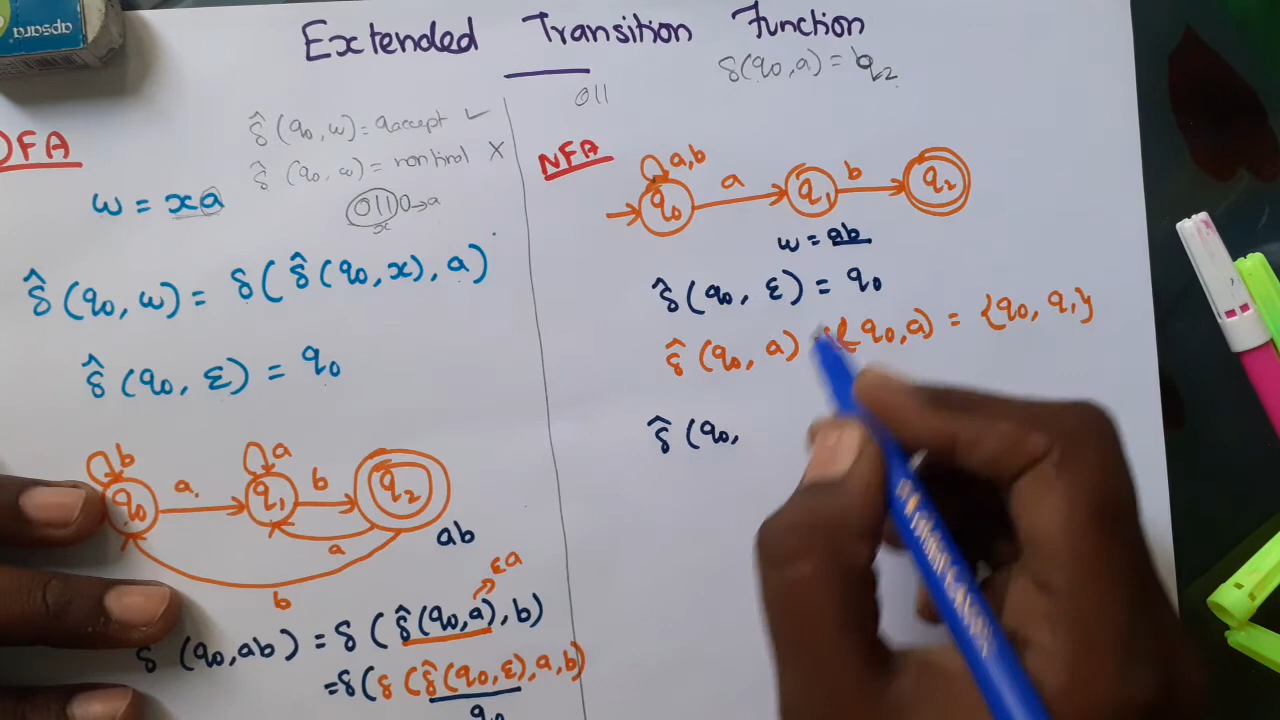 apsara
Extended Transition Function
δ(q0, a) = q2
011
DFA
δ̂ (q0, w) = qaccept ✓
δ̂ (q0, w) = nonfinal X
0110→a
x
w = xa
δ̂ (q0, w) = δ( δ̂ (q0, x), a)
δ̂ (q0, ε) = q0
b
a
q0 a q1 b q2
a
b
ab
εa
δ (q0, ab) = δ ( δ̂ (q0, a), b)
= δ( δ ( δ̂ (q0, ε), a, b)
q0
NFA
a,b
q0 a q1 b q2
w = ab
δ̂ (q0, ε) = q0
δ̂ (q0, a) q0, a) = {q0, q1}
δ̂ (q0,